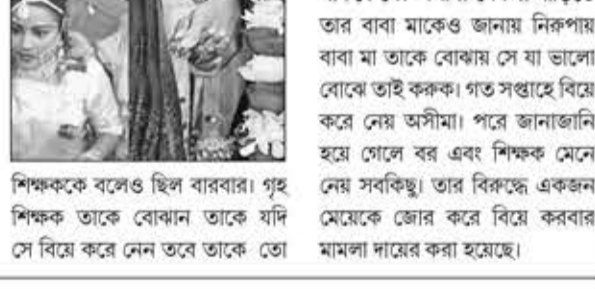 শিক্ষককে বলেও ছিল বারবার। গৃহ
শিক্ষক তাকে বোঝান তাকে যদি
সে বিয়ে করে নেন তবে তাকে তো
তার বাবা মাকেও জানায় নিরুপায়
বাবা মা তাকে বোঝায় সে যা ভালো
বোঝে তাই করুক। গত সপ্তাহে বিয়ে
করে নেয় অসীমা। পরে জানাজানি
হয়ে গেলে বর এবং শিক্ষক মেনে
নেয় সবকিছু। তার বিরুদ্ধে একজন
মেয়েকে জোর করে বিয়ে করবার
মামলা দায়ের করা হয়েছে।